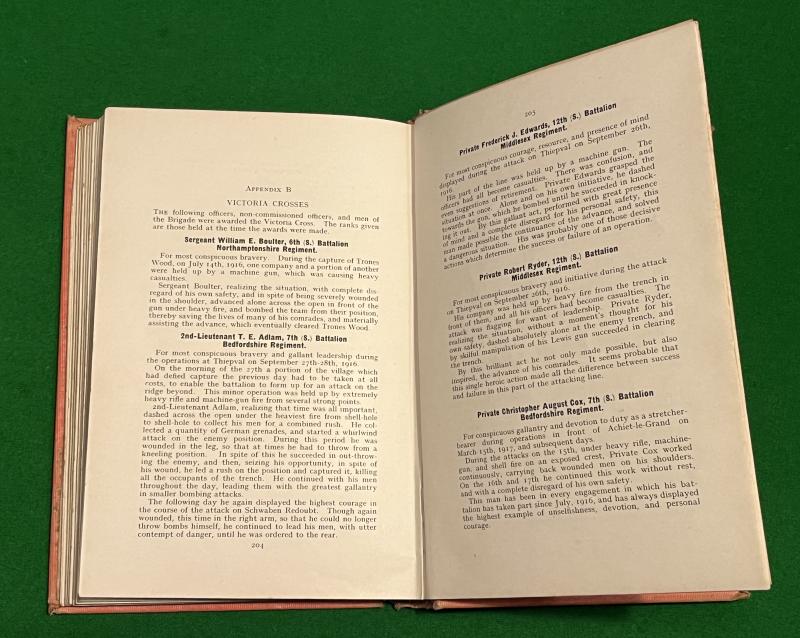 APPENDIX B
VICTORIA CROSSES
THE following officers, non-commissioned officers, and men of
the Brigade were awarded the Victoria Cross. The ranks given
are those held at the time the awards were made.
Sergeant William E. Boulter, 6th (S.) Battalion
Northamptonshire Regiment.
For most conspicuous bravery. During the capture of Trones
Wood, on July 14th, 1916, one company and a portion of another
were held up by a machine gun, which was causing heavy
casualties.
Sergeant Boulter, realizing the situation, with complete dis-
regard of his own safety, and in spite of being severely wounded
in the shoulder, advanced alone across the open in front of the
gun under heavy fire, and bombed the team from their position,
thereby saving the lives of many of his comrades, and materially
assisting the advance, which eventually cleared Trones Wood.
2nd-Lieutenant T. E. Adlam, 7th (S.) Battalion
Bedfordshire Regiment.
For most conspicuous bravery and gallant leadership during
the operations at Thiepval on September 27th-28th, 1916.
On the morning of the 27th a portion of the village which
had defied capture the previous day had to be taken at all
costs, to enable the battalion to form up for an attack on the
ridge beyond. This minor operation was held up by extremely
heavy rifle and machine-gun fire from several strong points.
2nd-Lieutenant Adlam, realizing that time was all important,
dashed across the open under the heaviest fire from shell-hole
to shell-hole to collect his men for a combined rush. He col-
lected a quantity of German grenades, and started a whirlwind
attack on the enemy position. During this period he was
wounded in the leg, so that at times he had to throw from a
kneeling position. In spite of this he succeeded in out-throw-
ing the enemy, and then, seizing his opportunity, in spite of
his wound, he led a rush on the position and captured it, killing
all the occupants of the trench. He continued with his men
throughout the day, leading them with the greatest gallantry
in smaller bombing attacks.
The following day he again displayed the highest courage in
the course of the attack on Schwaben Redoubt. Though again
wounded, this time in the right arm, so that he could no longer
throw bombs himself, he continued to lead his men, with utter
contempt of danger, until he was ordered to the rear.
204
205
Private Frederick J. Edwards, 12th (S.) Battalion
Middlesex Regiment.
For most conspicuous courage, resource, and presence of mind
displayed during the attack on Thiepval on September 26th,
1916.
His part of the line was held up by a machine gun. The
officers had all become casualties. There was confusion, and
even suggestions of retirement. Private Edwards grasped the
situation at once. Alone and on his own initiative, he dashed
towards the gun, which he bombed until he succeeded in knock-
ing it out. By this gallant act, performed with great presence
of mind and a complete disregard for his personal safety, this
man made possible the continuance of the advance, and solved
a dangerous situation. His was probably one of those decisive
actions which determine the success or failure of an operation.
Private Robert Ryder, 12th (S.) Battalion
Middlesex Regiment.
For most conspicuous bravery and initiative during the attack
on Thiepval on September 26th, 1916.
His company was held up by heavy fire from the trench in
front of them, and all his officers had become casualties. The
attack was flagging for want of leadership. Private Ryder,
realizing the situation, without a moment's thought for his
own safety, dashed absolutely alone at the enemy trench, and
by skilful manipulation of his Lewis gun succeeded in clearing
the trench.
By this brilliant act he not only made possible, but also
inspired, the advance of his comrades. It seems probable that
this single heroic action made all the difference between success
and failure in this part of the attacking line.
Private Christopher August Cox, 7th (S.) Battalion
Bedfordshire Regiment.
For conspicuous gallantry and devotion to duty as a stretcher-
bearer during operations in front of Achiet-le-Grand on
March 15th, 1917, and subsequent days.
During the attacks on the 15th, under heavy rifle, machine-
gun, and shell fire on an exposed crest, Private Cox worked
continuously, carrying back wounded men on his shoulders.
On the 16th and 17th he continued this work without rest,
and with a complete disregard of his own safety.
This man has been in every engagement in which his bat-
talion has taken part since July, 1916, and has always displayed
the highest example of unselfishness, devotion, and personal
courage.